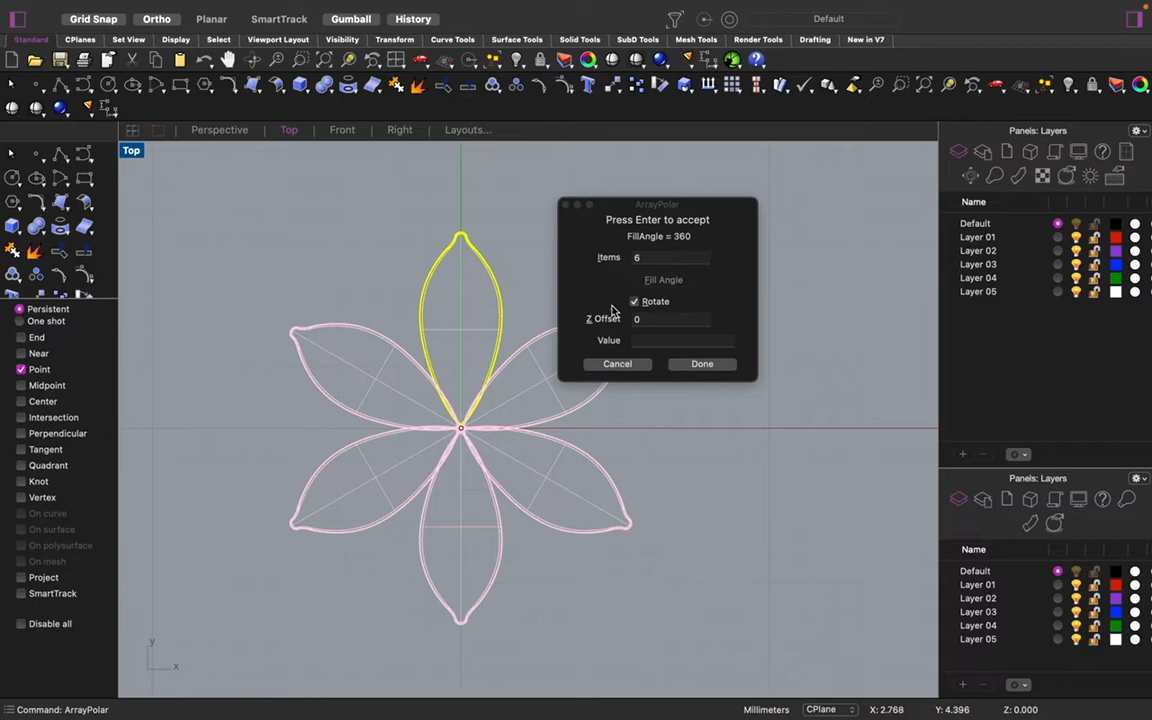 Grid Snap Ortho Planar SmartTrack Gumball History Default
Standard CPlanes Set View Display Select Viewport Layout Visibility Transform Curve Tools Surface Tools Solid Tools SubD Tools Mesh Tools Render Tools Drafting New in V7
Perspective Top Front Right Layouts...
Top
Persistent
One shot
End
Near
Point
Midpoint
Center
Intersection
Perpendicular
Tangent
Quadrant
Knot
Vertex
On curve
On surface
On polysurface
On mesh
Project
SmartTrack
Disable all
y
x
ArrayPolar
Press Enter to accept
FillAngle = 360
Items 6
Fill Angle
Rotate
Z Offset 0
Value
Cancel Done
Panels: Layers
Name
Default
Layer 01
Layer 02
Layer 03
Layer 04
Layer 05
Panels: Layers
Name
Default
Layer 01
Layer 02
Layer 03
Layer 04
Layer 05
Command: ArrayPolar Millimeters CPlane X: 2.768 Y: 4.396 Z: 0.000